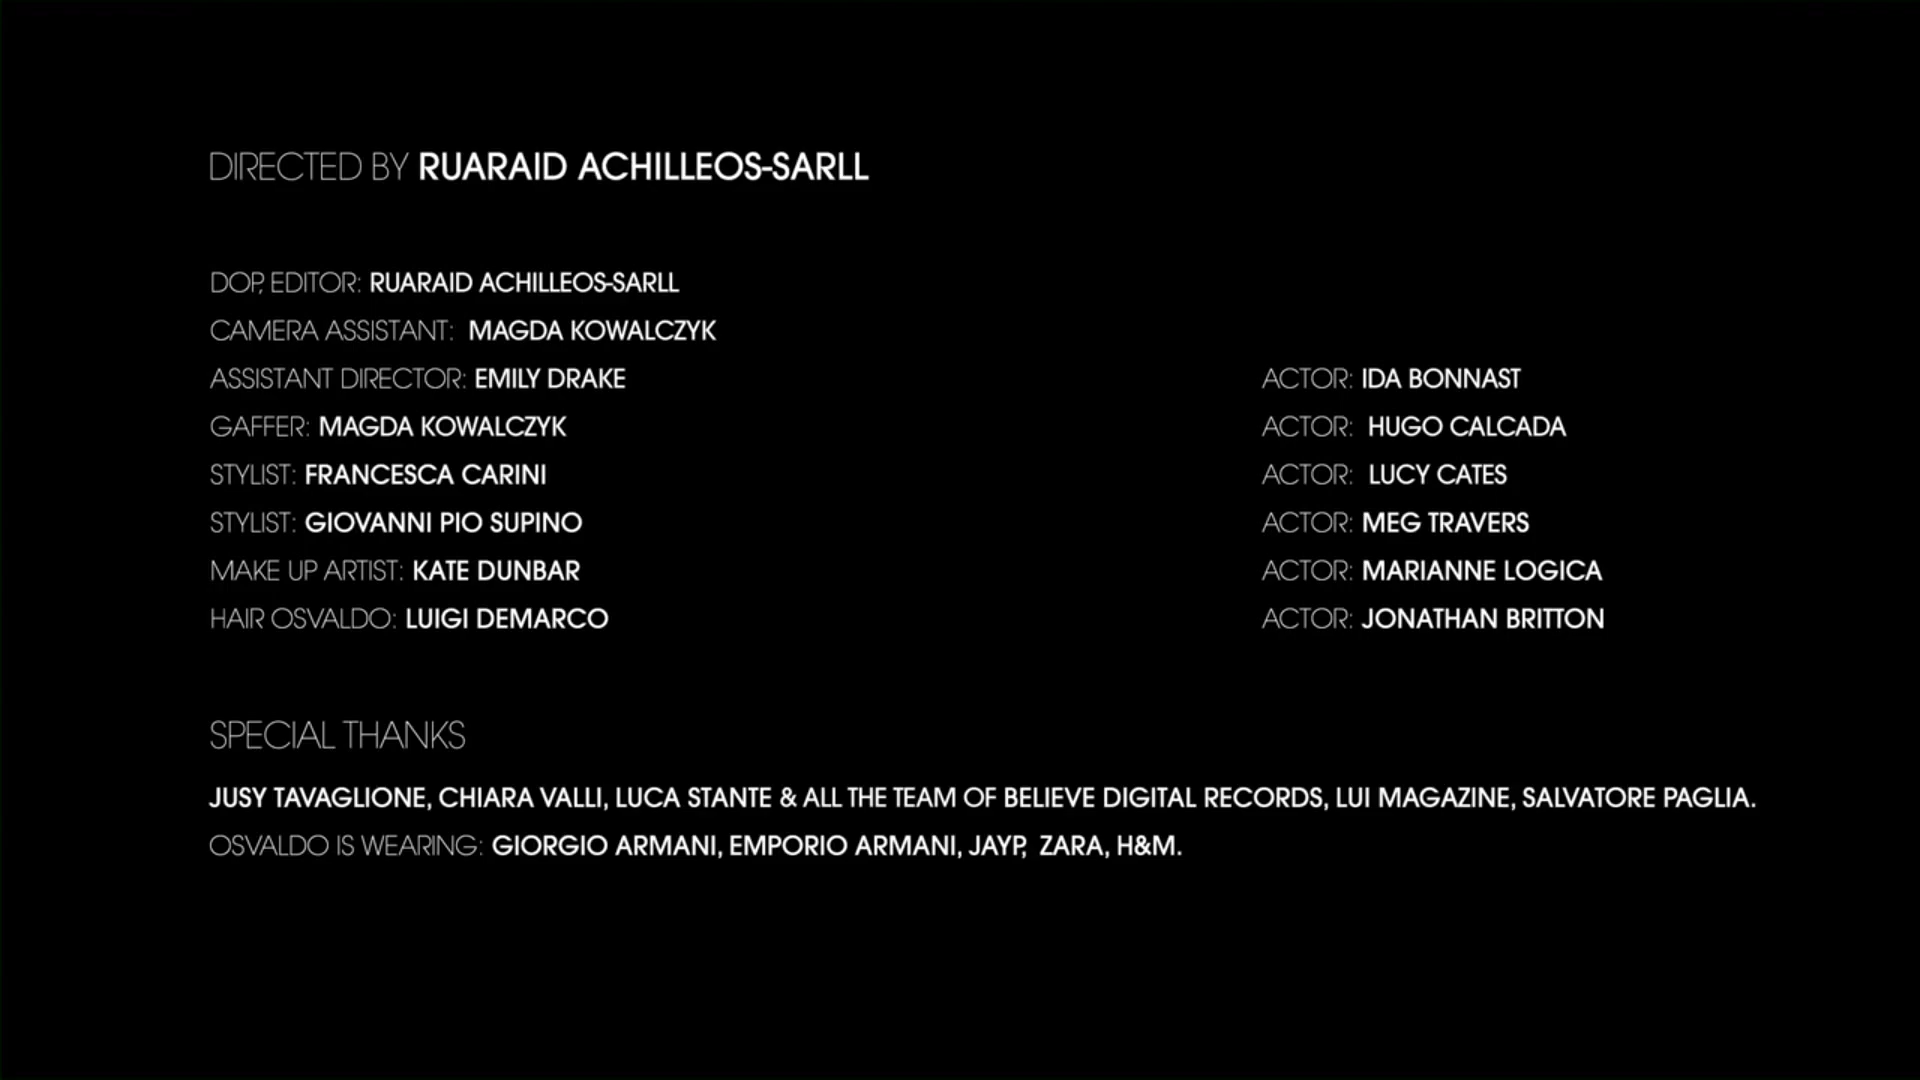 DIRECTED BY RUARAID ACHILLEOS-SARLL
DOP, EDITOR: RUARAID ACHILLEOS-SARLL
CAMERA ASSISTANT: MAGDA KOWALCZYK
ASSISTANT DIRECTOR: EMILY DRAKE
GAFFER: MAGDA KOWALCZYK
STYLIST: FRANCESCA CARINI
STYLIST: GIOVANNI PIO SUPINO
MAKE UP ARTIST: KATE DUNBAR
HAIR OSVALDO: LUIGI DEMARCO
ACTOR: IDA BONNAST
ACTOR: HUGO CALCADA
ACTOR: LUCY CATES
ACTOR: MEG TRAVERS
ACTOR: MARIANNE LOGICA
ACTOR: JONATHAN BRITTON
SPECIAL THANKS
JUSY TAVAGLIONE, CHIARA VALLI, LUCA STANTE & ALL THE TEAM OF BELIEVE DIGITAL RECORDS, LUI MAGAZINE, SALVATORE PAGLIA.
OSVALDO IS WEARING: GIORGIO ARMANI, EMPORIO ARMANI, JAYP, ZARA, H&M.